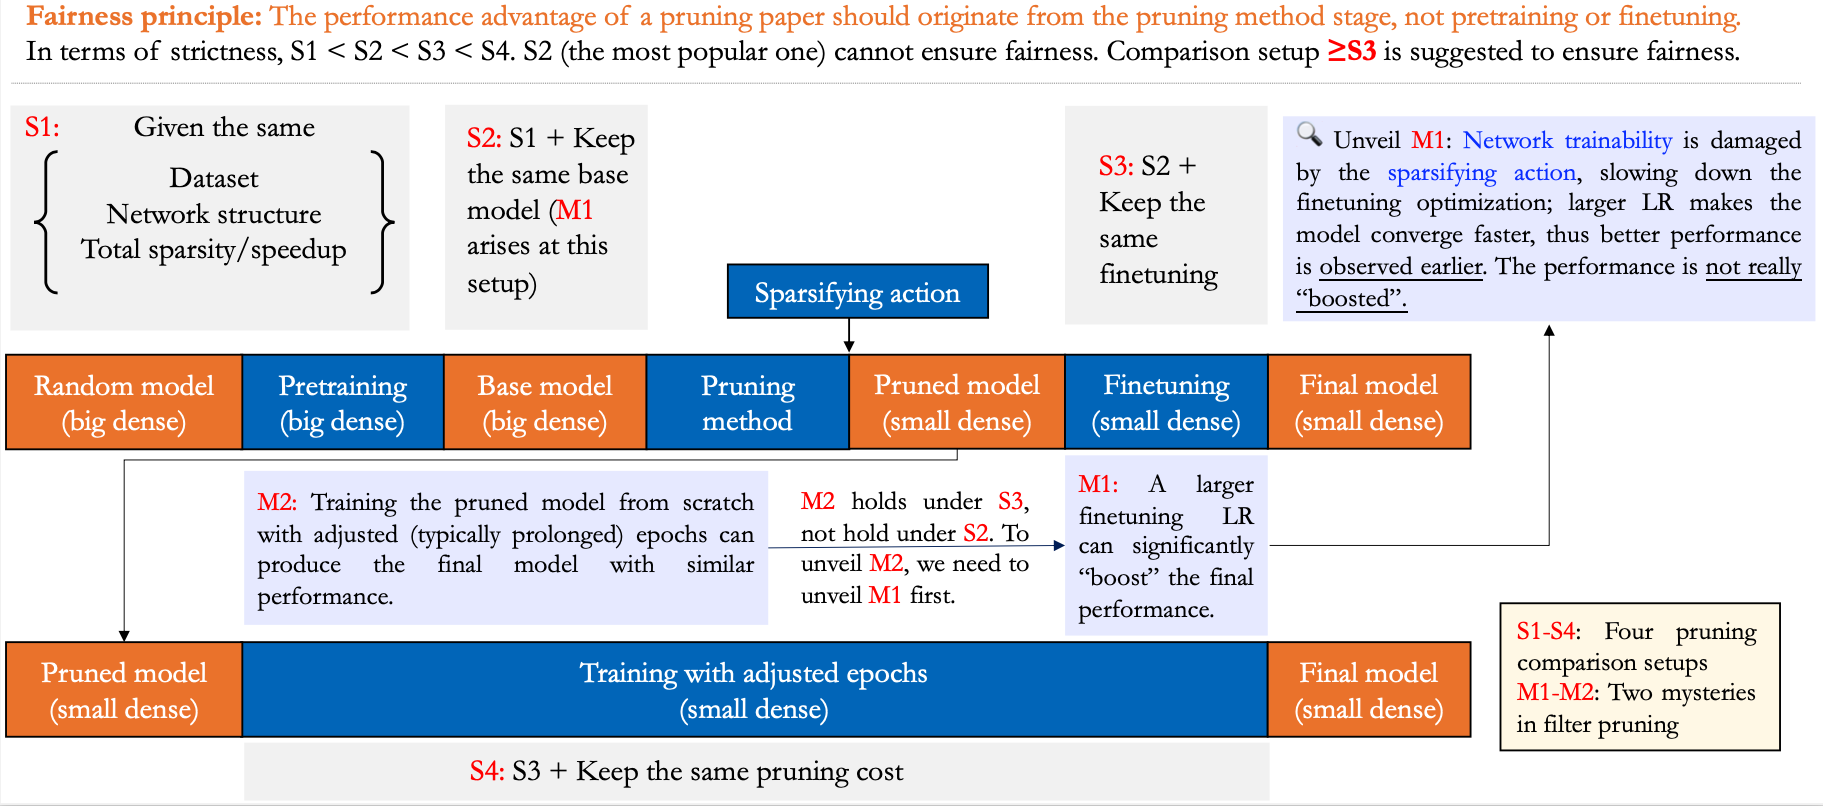 Fairness principle: The performance advantage of a pruning paper should originate from the pruning method stage, not pretraining or finetuning.
In terms of strictness, S1 < S2 < S3 < S4. S2 (the most popular one) cannot ensure fairness. Comparison setup ≥S3 is suggested to ensure fairness.
S1: Given the same
Dataset
Network structure
Total sparsity/speedup
S2: S1 + Keep
the same base
model (M1
arises at this
setup)
Sparsifying action
S3: S2 +
Keep the
same
finetuning
Unveil M1: Network trainability is damaged
by the sparsifying action, slowing down the
finetuning optimization; larger LR makes the
model converge faster, thus better performance
is observed earlier. The performance is not really
“boosted”.
Random model
(big dense)
Pretraining
(big dense)
Base model
(big dense)
Pruning
method
Pruned model
(small dense)
Finetuning
(small dense)
Final model
(small dense)
M2: Training the pruned model from scratch
with adjusted (typically prolonged) epochs can
produce the final model with similar
performance.
M2 holds under S3,
not hold under S2. To
unveil M2, we need to
unveil M1 first.
M1: A larger
finetuning LR
can significantly
“boost” the final
performance.
S1-S4: Four pruning
comparison setups
M1-M2: Two mysteries
in filter pruning
Pruned model
(small dense)
Training with adjusted epochs
(small dense)
Final model
(small dense)
S4: S3 + Keep the same pruning cost